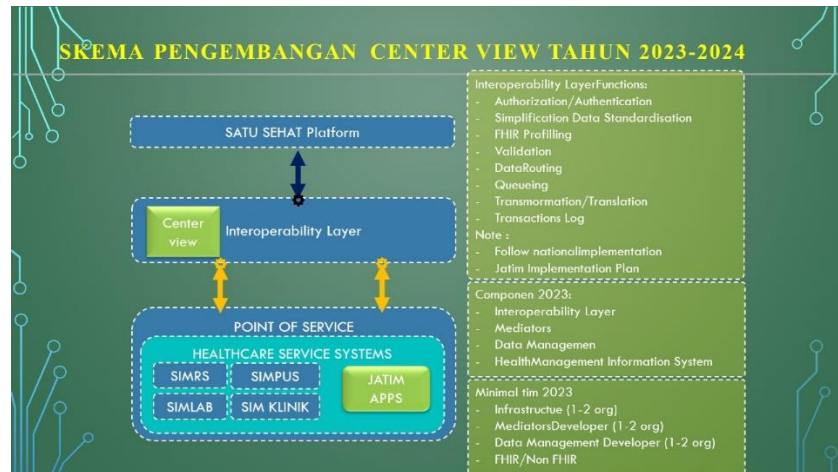 SKEMA PENGEMBANGAN CENTER VIEW TAHUN 2023-2024
SATU SEHAT Platform
Center
view
Interoperability Layer
POINT OF SERVICE
HEALTHCARE SERVICE SYSTEMS
SIMRS
SIMPUS
SIMLAB
SIM KLINIK
JATIM
APPS
Interoperability LayerFunctions:
- Authorization/Authentication
- Simplification Data Standardisation
- FHIR Profilling
- Validation
- DataRouting
- Queueing
- Transmormation/Translation
- Transactions Log
Note :
- Follow nationalimplementation
- Jatim Implementation Plan
Componen 2023:
- Interoperability Layer
- Mediators
- Data Managemen
- HealthManagement Information System
Minimal tim 2023
- Infrastructue (1-2 org)
- MediatorsDeveloper (1-2 org)
- Data Management Developer (1-2 org)
- FHIR/Non FHIR